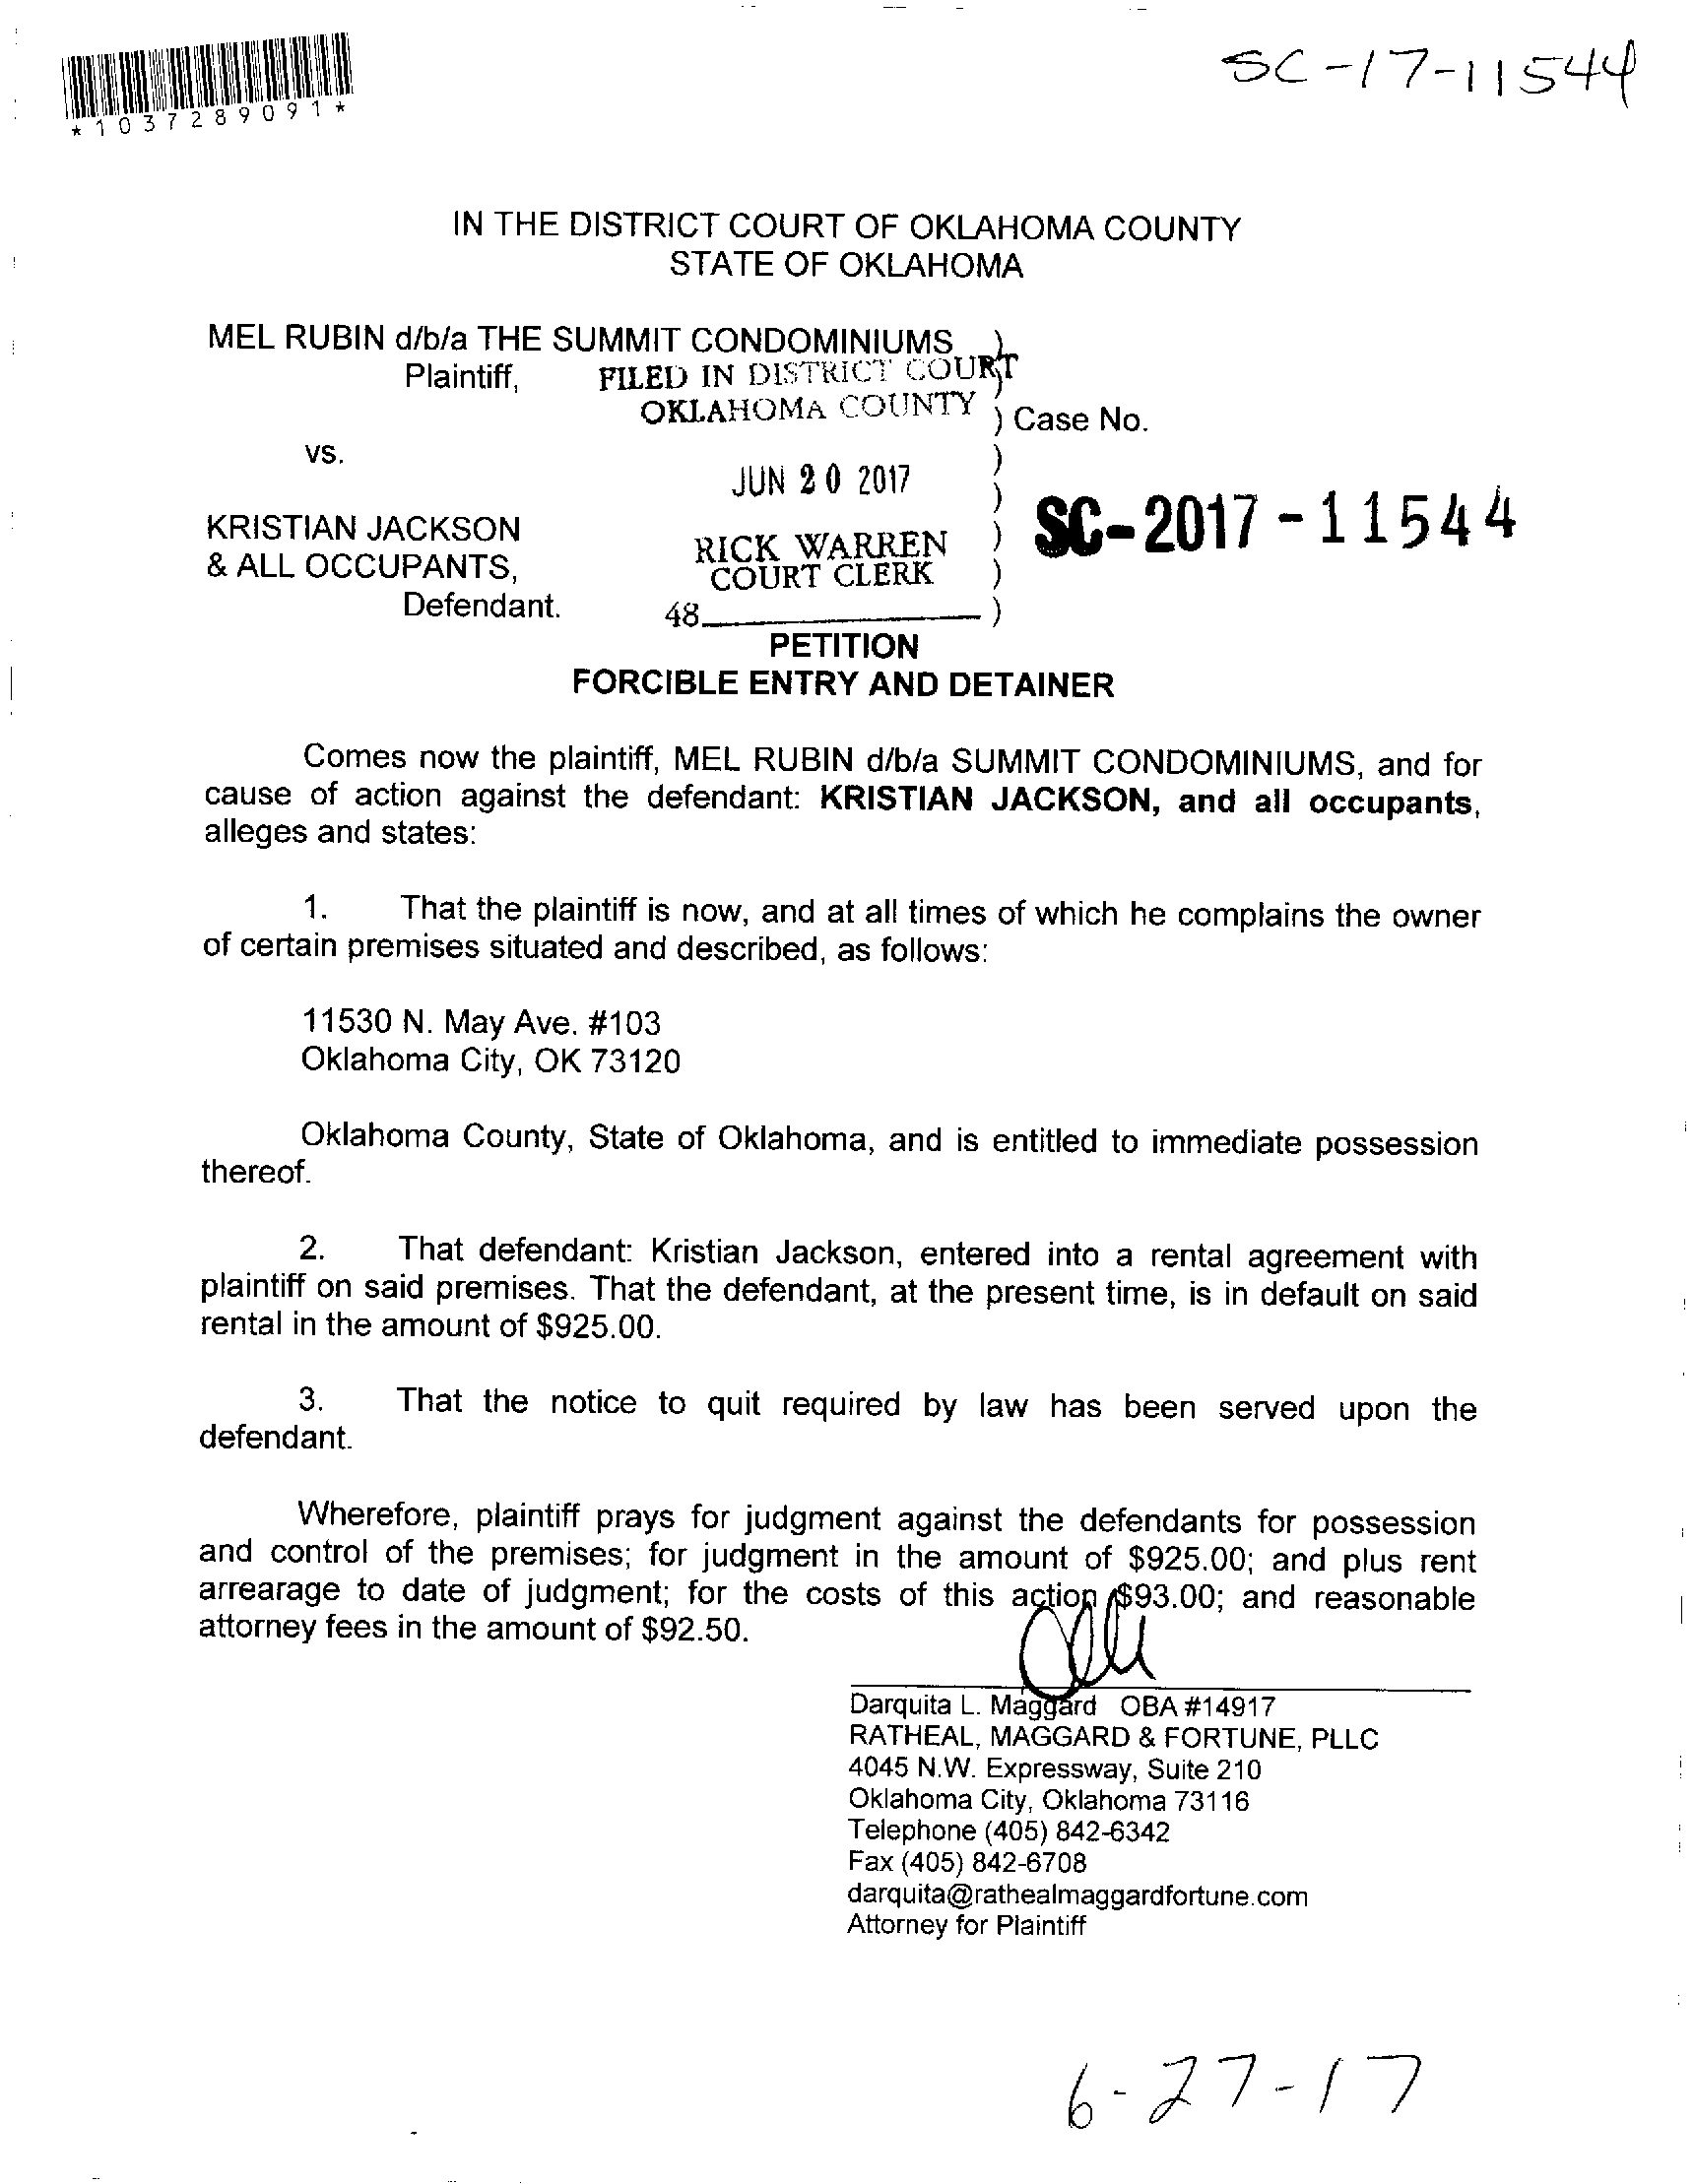 SC-17-11544
*1037289091*
IN THE DISTRICT COURT OF OKLAHOMA COUNTY
STATE OF OKLAHOMA
MEL RUBIN d/b/a THE SUMMIT CONDOMINIUMS )
Plaintiff, FILED IN DISTRICT COURT )
OKLAHOMA COUNTY ) Case No.
vs. )
JUN 20 2017 )
KRISTIAN JACKSON RICK WARREN ) SC-2017-11544
& ALL OCCUPANTS, COURT CLERK )
Defendant. 48 )
PETITION
FORCIBLE ENTRY AND DETAINER
Comes now the plaintiff, MEL RUBIN d/b/a SUMMIT CONDOMINIUMS, and for
cause of action against the defendant: KRISTIAN JACKSON, and all occupants,
alleges and states:
1. That the plaintiff is now, and at all times of which he complains the owner
of certain premises situated and described, as follows:
11530 N. May Ave. #103
Oklahoma City, OK 73120
Oklahoma County, State of Oklahoma, and is entitled to immediate possession
thereof.
2. That defendant: Kristian Jackson, entered into a rental agreement with
plaintiff on said premises. That the defendant, at the present time, is in default on said
rental in the amount of $925.00.
3. That the notice to quit required by law has been served upon the
defendant.
Wherefore, plaintiff prays for judgment against the defendants for possession
and control of the premises; for judgment in the amount of $925.00; and plus rent
arrearage to date of judgment; for the costs of this action $93.00; and reasonable
attorney fees in the amount of $92.50.
Darquita L. Maggard OBA #14917
RATHEAL, MAGGARD & FORTUNE, PLLC
4045 N.W. Expressway, Suite 210
Oklahoma City, Oklahoma 73116
Telephone (405) 842-6342
Fax (405) 842-6708
darquita@rathealmaggardfortune.com
Attorney for Plaintiff
6-27-17